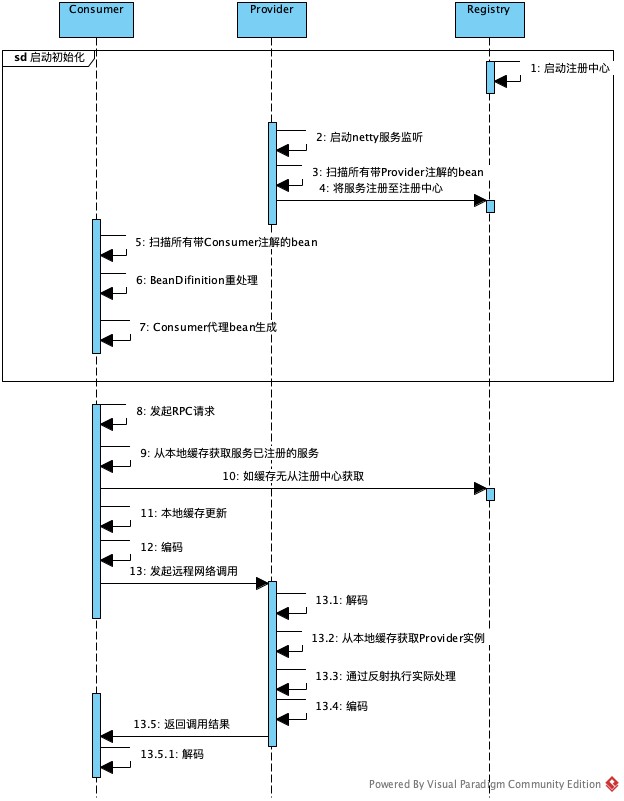 Consumer
Provider
Registry
sd 启动初始化
1: 启动注册中心
2: 启动netty服务监听
3: 扫描所有带Provider注解的bean
4: 将服务注册至注册中心
5: 扫描所有带Consumer注解的bean
6: BeanDifinition重处理
7: Consumer代理bean生成
8: 发起RPC请求
9: 从本地缓存获取服务已注册的服务
10: 如缓存无从注册中心获取
11: 本地缓存更新
12: 编码
13: 发起远程网络调用
13.1: 解码
13.2: 从本地缓存获取Provider实例
13.3: 通过反射执行实际处理
13.4: 编码
13.5: 返回调用结果
13.5.1: 解码
Powered By Visual Paradigm Community Edition